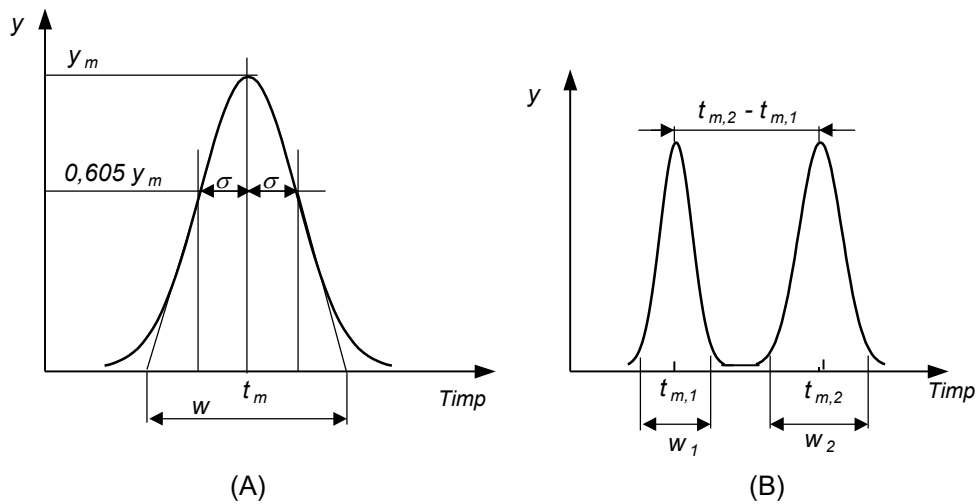 y
y m
0,605 y m
σ σ
t m
Timp
w
(A)
y
t m,2 - t m,1
t m,1
t m,2
Timp
w 1
w 2
(B)